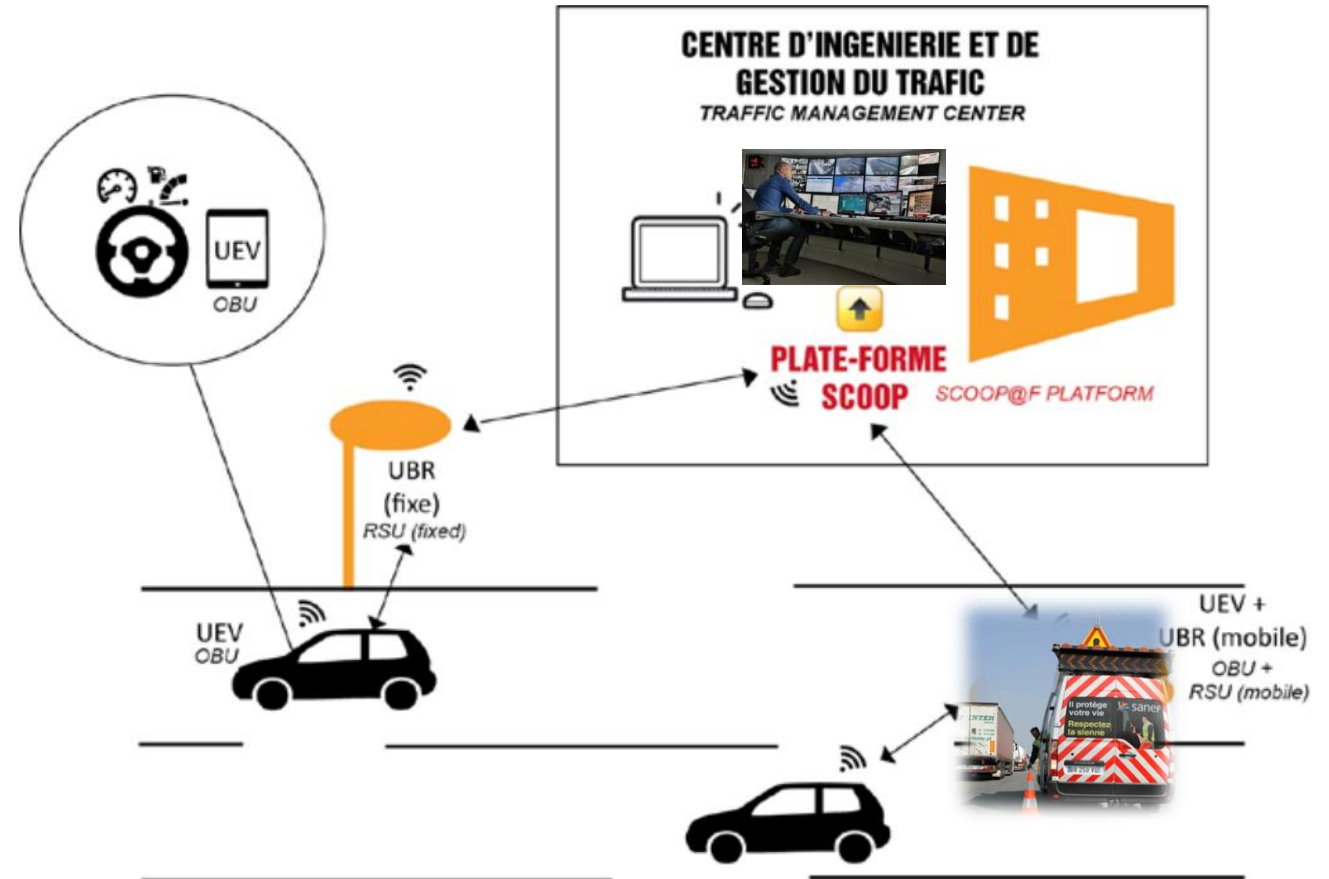 CENTRE D'INGENIERIE ET DE
GESTION DU TRAFIC
TRAFFIC MANAGEMENT CENTER
UEV
OBU
PLATE-FORME
SCOOP
SCOOP@F PLATFORM
UBR
(fixe)
RSU (fixed)
UEV
OBU
UEV +
UBR (mobile)
OBU +
RSU (mobile)
Il protège
votre vie
Respectez
la sienne
sanef